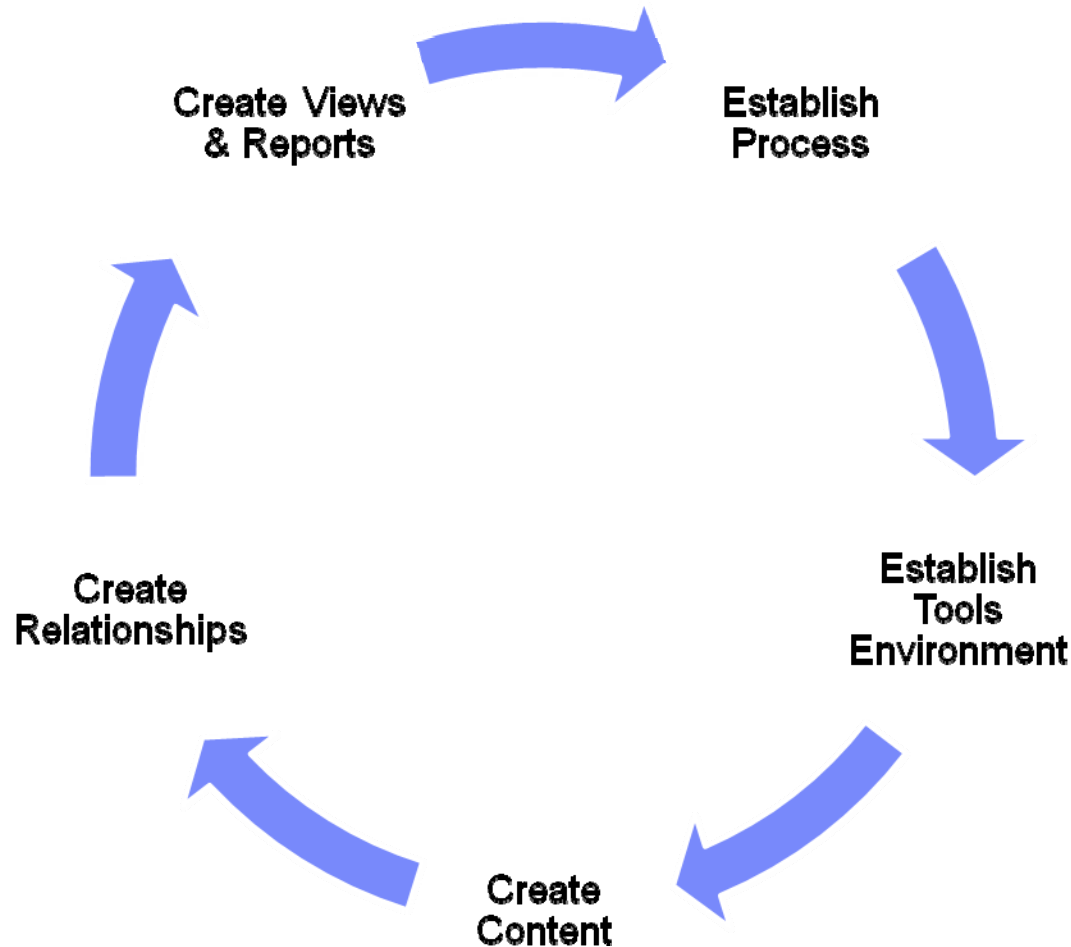 Create Views
& Reports
Establish
Process
Establish
Tools
Environment
Create
Content
Create
Relationships